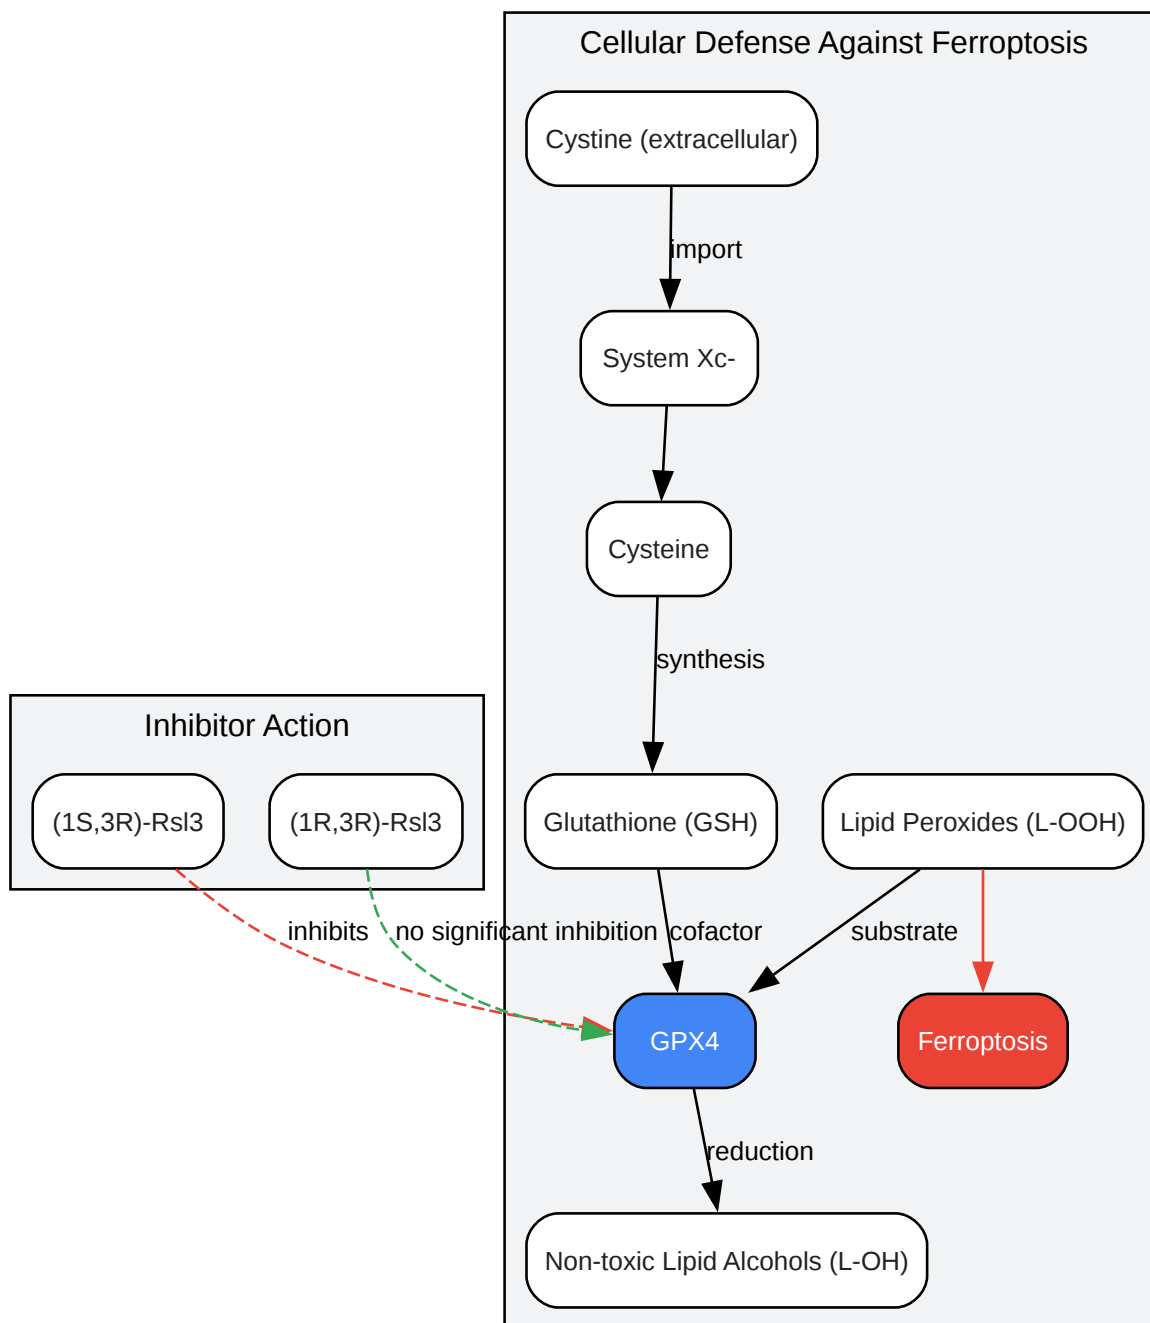 Cellular Defense Against Ferroptosis
Cystine (extracellular)
import
System Xc-
Cysteine
synthesis
Inhibitor Action
(1S,3R)-Rsl3
(1R,3R)-Rsl3
Glutathione (GSH)
Lipid Peroxides (L-OOH)
inhibits
no significant inhibition
cofactor
substrate
GPX4
Ferroptosis
reduction
Non-toxic Lipid Alcohols (L-OH)